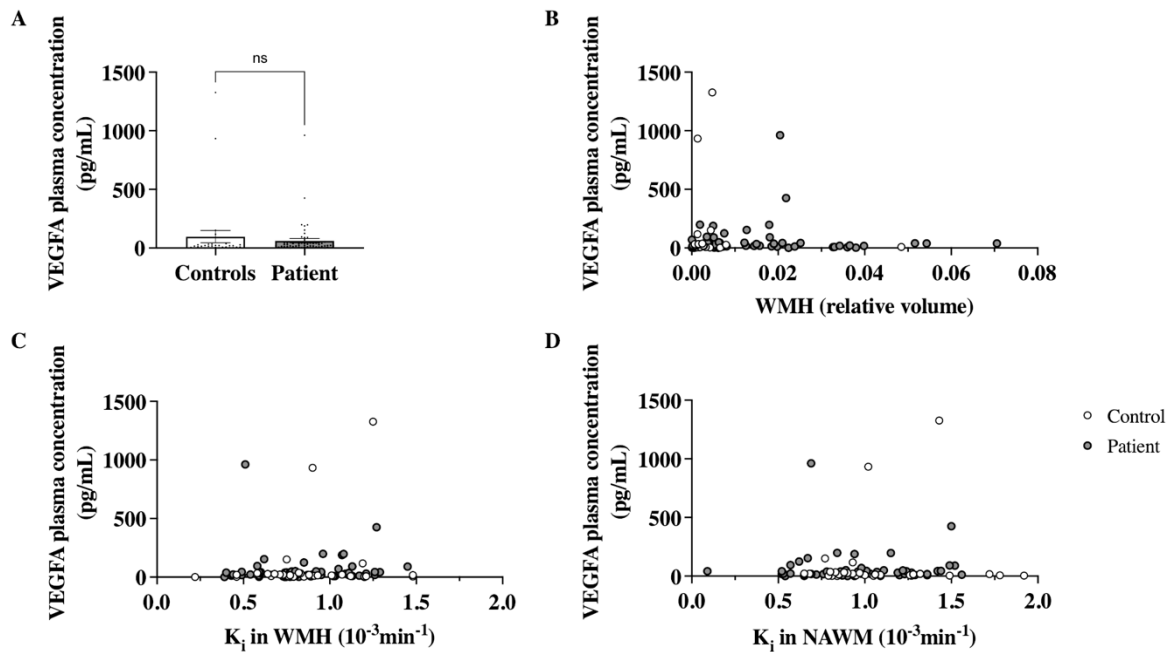 A
VEGFA plasma concentration
(pg/mL)
1500
1000
500
0
ns
Controls Patient
B
VEGFA plasma concentration
(pg/mL)
1500
1000
500
0
0.00 0.02 0.04 0.06 0.08
WMH (relative volume)
C
VEGFA plasma concentration
(pg/mL)
1500
1000
500
0
0.0 0.5 1.0 1.5 2.0
Ki in WMH (10⁻³min⁻¹)
D
VEGFA plasma concentration
(pg/mL)
1500
1000
500
0
0.0 0.5 1.0 1.5 2.0
Ki in NAWM (10⁻³min⁻¹)
Control
Patient